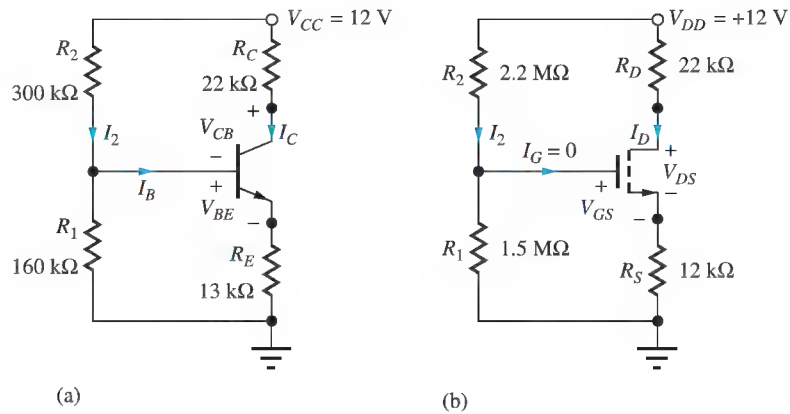 V_CC = 12 V
R_2
300 kΩ
R_C
22 kΩ
+
I_2
V_CB
I_C
−
I_B
+
V_BE
−
R_1
160 kΩ
R_E
13 kΩ
(a)
V_DD = +12 V
R_2
2.2 MΩ
R_D
22 kΩ
I_2
I_D
+
I_G = 0
V_DS
+
−
V_GS
−
R_1
1.5 MΩ
R_S
12 kΩ
(b)